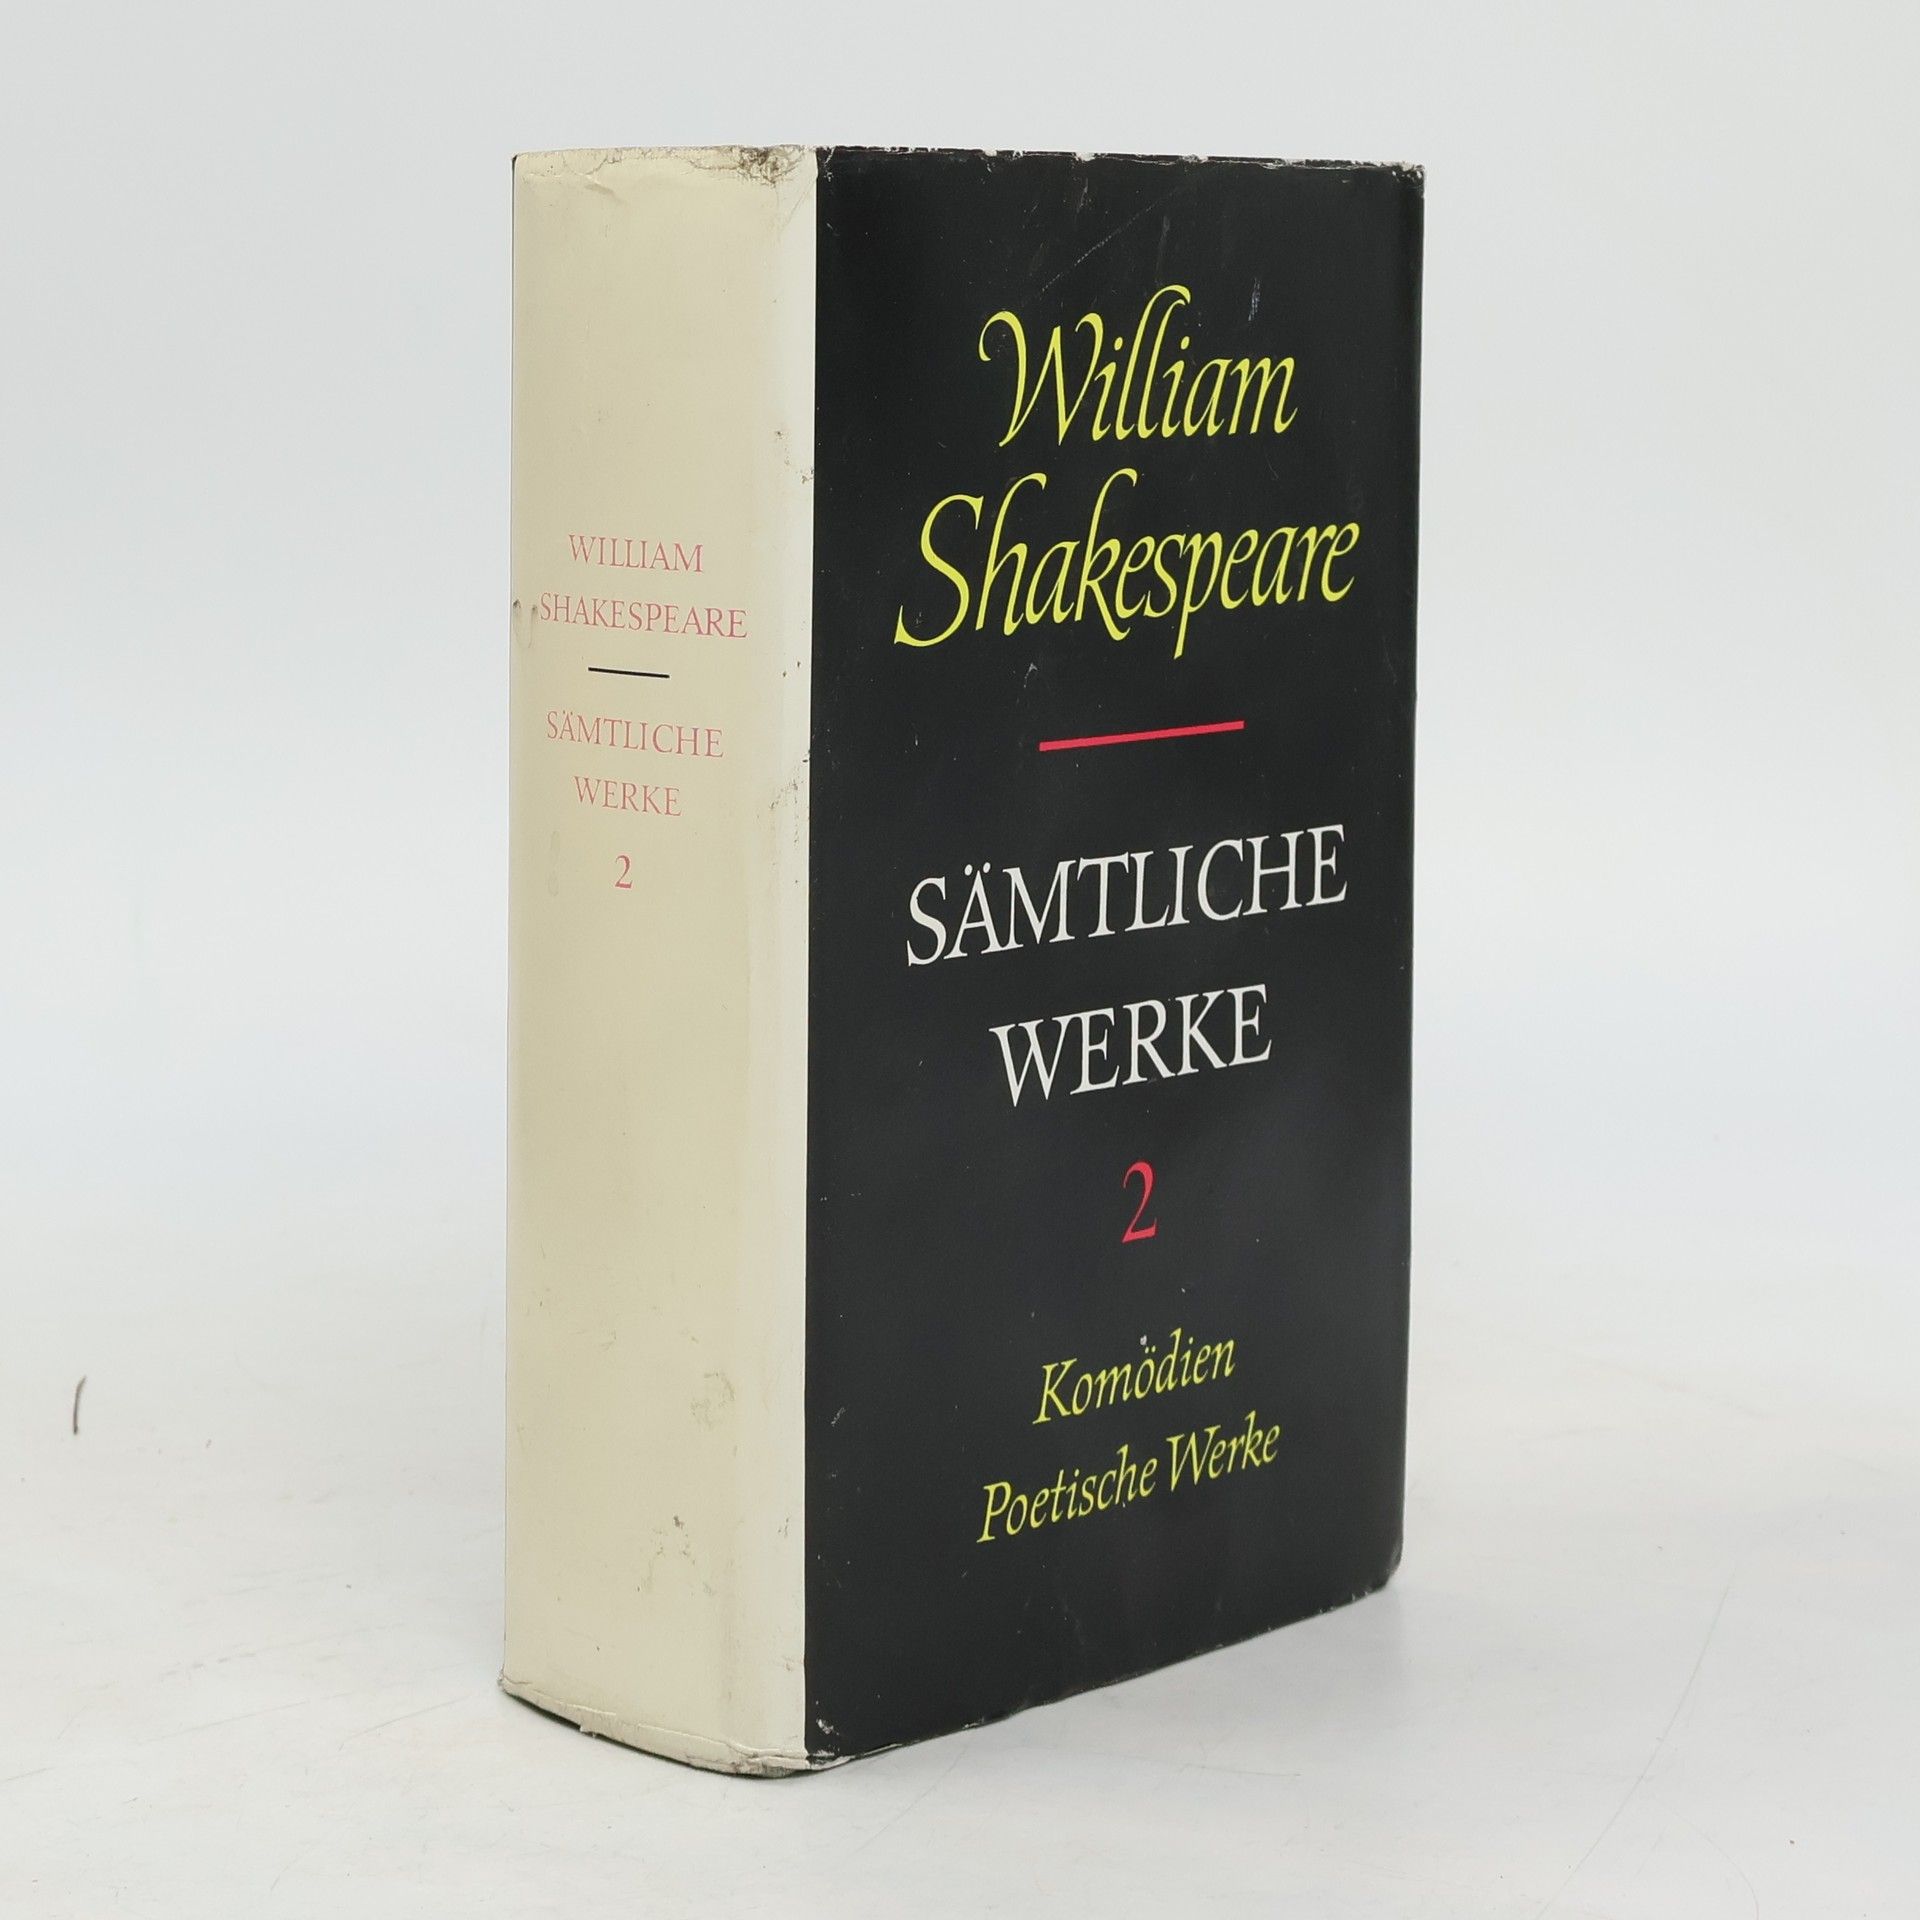 WILLIAM
SHAKESPEARE
SÄMTLICHE
WERKE
2
William
Shakespeare
SÄMTLICHE
WERKE
2
Komödien
Poetische Werke